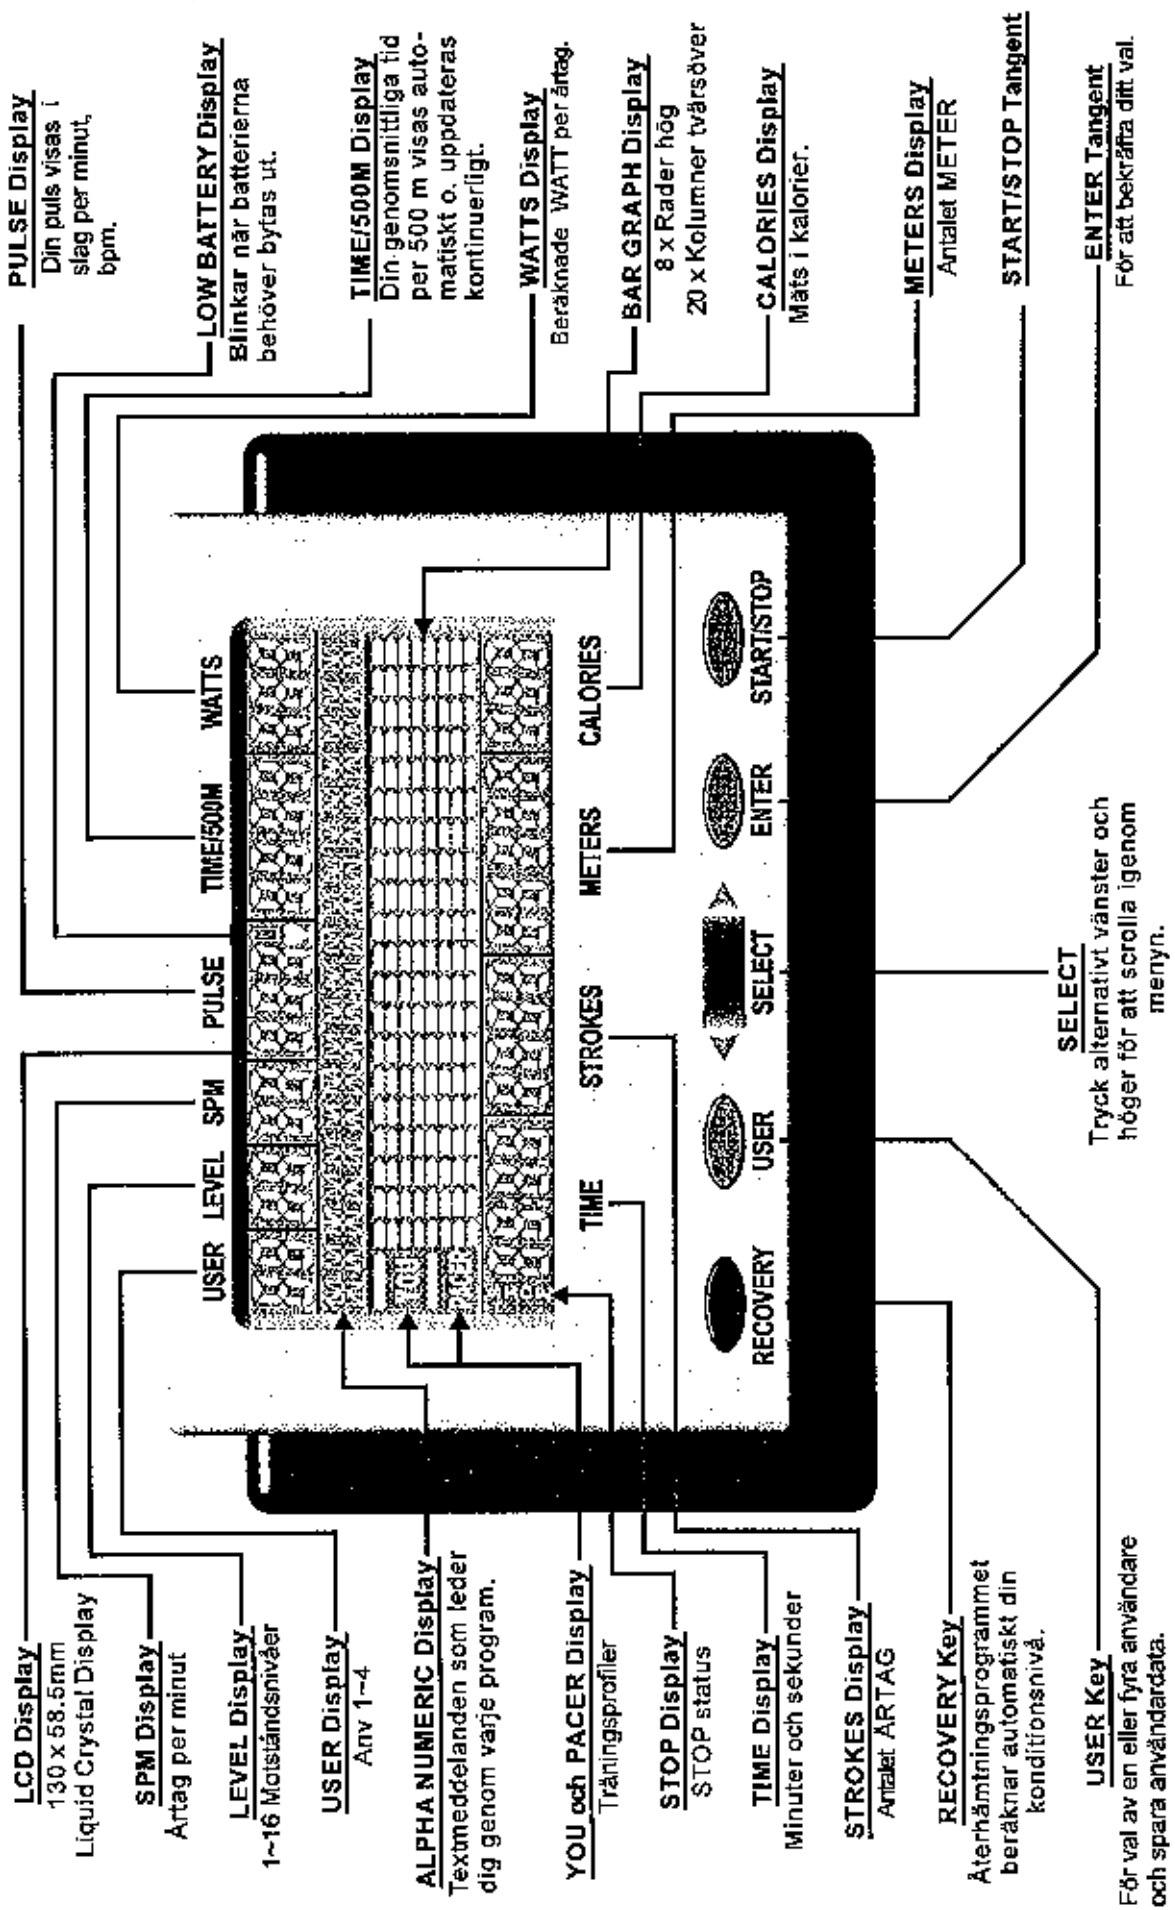 LCD Display
130 x 58.5mm
Liquid Crystal Display
SPM Display
Artag per minut
LEVEL Display
1~16 Motståndsnivåer
USER Display
Anv 1~4
ALPHA NUMERIC Display
Textmeddelanden som leder
dig genom varje program.
YOU och PACER Display
Träningsprofiler
STOP Display
STOP status
TIME Display
Minuter och sekunder
STROKES Display
Antalet ÅRTAG
RECOVERY Key
Återhämtningsprogrammet
beräknar automatiskt din
konditionsnivå.
USER Key
För val av en eller fyra användare
och spara användardata.
USER LEVEL SPM PULSE TIME/500M WATTS
YOU
PACER
STOP
TIME STROKES METERS CALORIES
RECOVERY USER SELECT ENTER START/STOP
SELECT
Tryck alternativt vänster och
höger för att scrolla igenom
menyn.
PULSE Display
Din puls visas i
slag per minut,
bpm.
LOW BATTERY Display
Blinkar när batterierna
behöver bytas ut.
TIME/500M Display
Din genomsnittliga tid
per 500 m visas auto-
matiskt o. uppdateras
kontinuerligt.
WATTS Display
Beräknade WATT per årtag.
BAR GRAPH Display
8 x Rader hög
20 x Kolumner tvärsöver
CALORIES Display
Mäts i kalorier.
METERS Display
Antalet METER
START/STOP Tangent
ENTER Tangent
För att bekräfta ditt val.